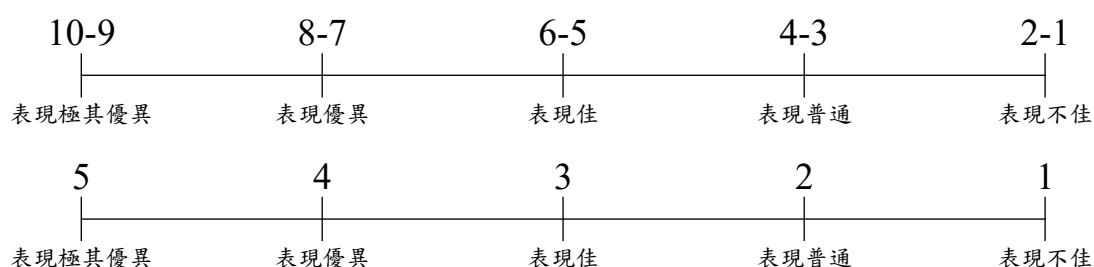 10-9 8-7 6-5 4-3 2-1
表現極其優異 表現優異 表現佳 表現普通 表現不佳
5 4 3 2 1
表現極其優異 表現優異 表現佳 表現普通 表現不佳